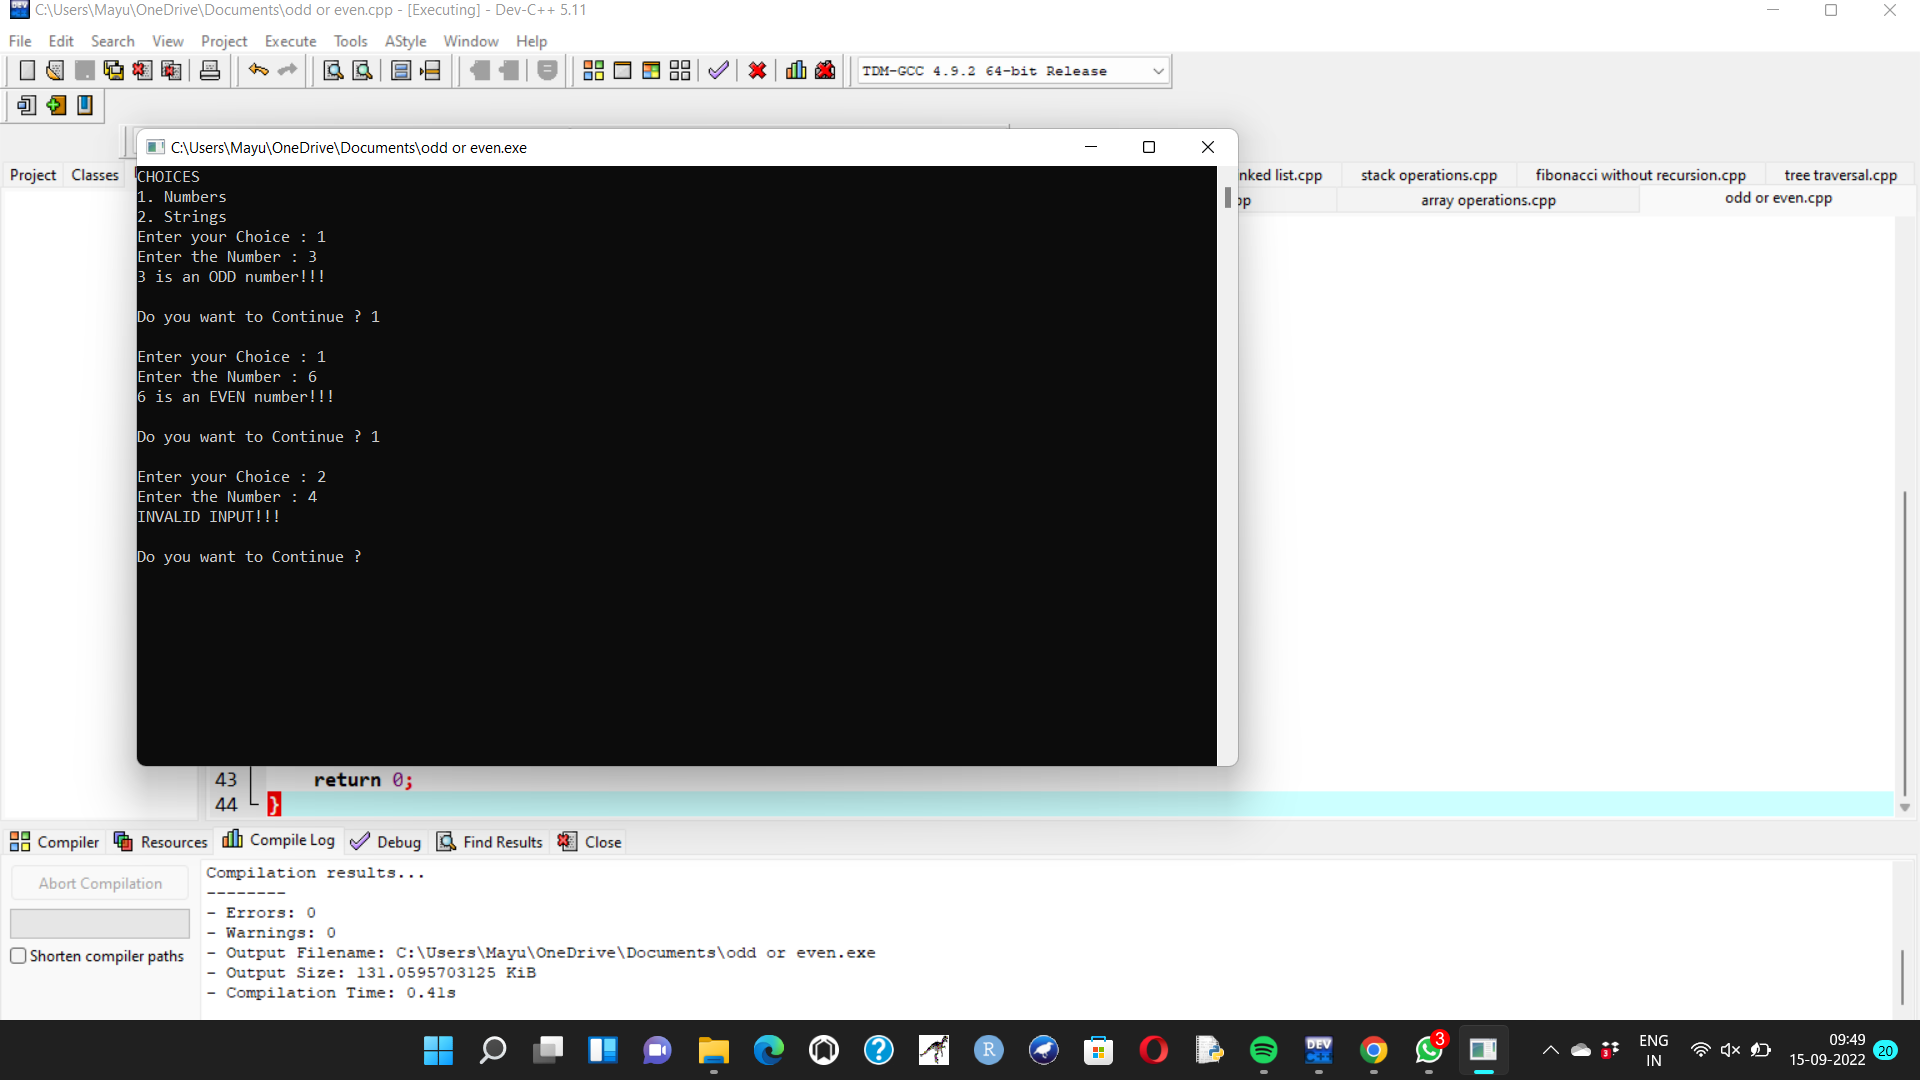 C:\Users\Mayu\OneDrive\Documents\odd or even.cpp - [Executing] - Dev-C++ 5.11
File Edit Search View Project Execute Tools AStyle Window Help
TDM-GCC 4.9.2 64-bit Release
C:\Users\Mayu\OneDrive\Documents\odd or even.exe
Project Classes
nked list.cpp stack operations.cpp fibonacci without recursion.cpp tree traversal.cpp
pp array operations.cpp odd or even.cpp
CHOICES
1. Numbers
2. Strings
Enter your Choice : 1
Enter the Number : 3
3 is an ODD number!!!
Do you want to Continue ? 1
Enter your Choice : 1
Enter the Number : 6
6 is an EVEN number!!!
Do you want to Continue ? 1
Enter your Choice : 2
Enter the Number : 4
INVALID INPUT!!!
Do you want to Continue ?
43 return 0;
44 }
Compiler Resources Compile Log Debug Find Results Close
Abort Compilation
Shorten compiler paths
Compilation results...
--------
- Errors: 0
- Warnings: 0
- Output Filename: C:\Users\Mayu\OneDrive\Documents\odd or even.exe
- Output Size: 131.0595703125 KiB
- Compilation Time: 0.41s
R
DEV
C++
3
3
ENG
IN
09:49
15-09-2022
20